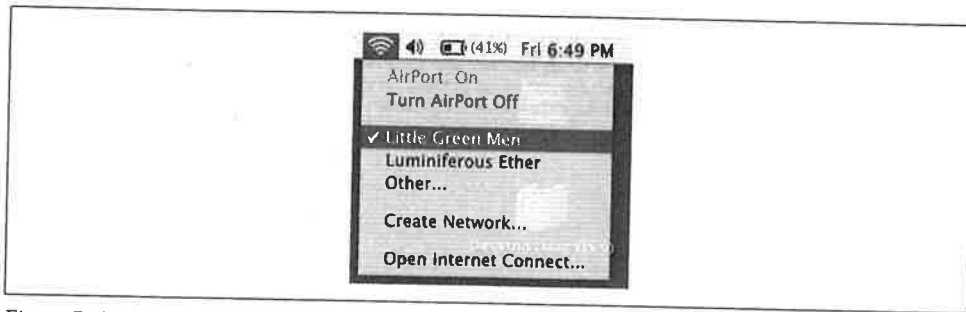 (41%) Fri 6:49 PM
AirPort: On
Turn AirPort Off
✓ Little Green Men
Luminiferous Ether
Other...
Create Network...
Open Internet Connect...